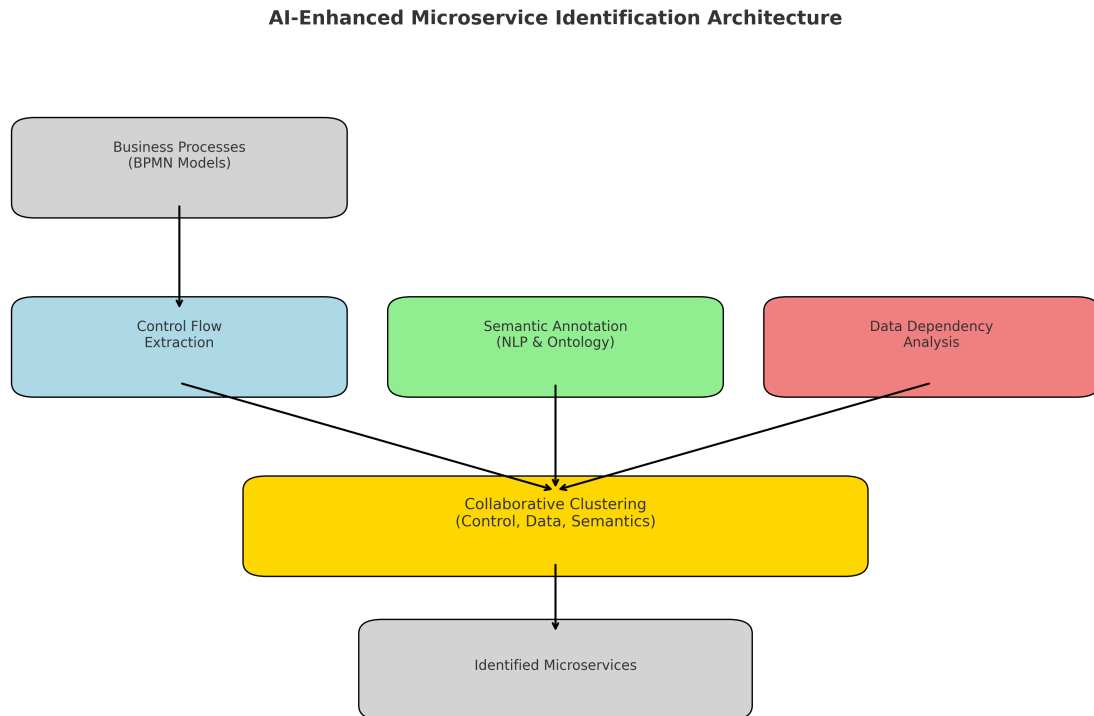 AI-Enhanced Microservice Identification Architecture
Business Processes
(BPMN Models)
Control Flow
Extraction
Semantic Annotation
(NLP & Ontology)
Data Dependency
Analysis
Collaborative Clustering
(Control, Data, Semantics)
Identified Microservices